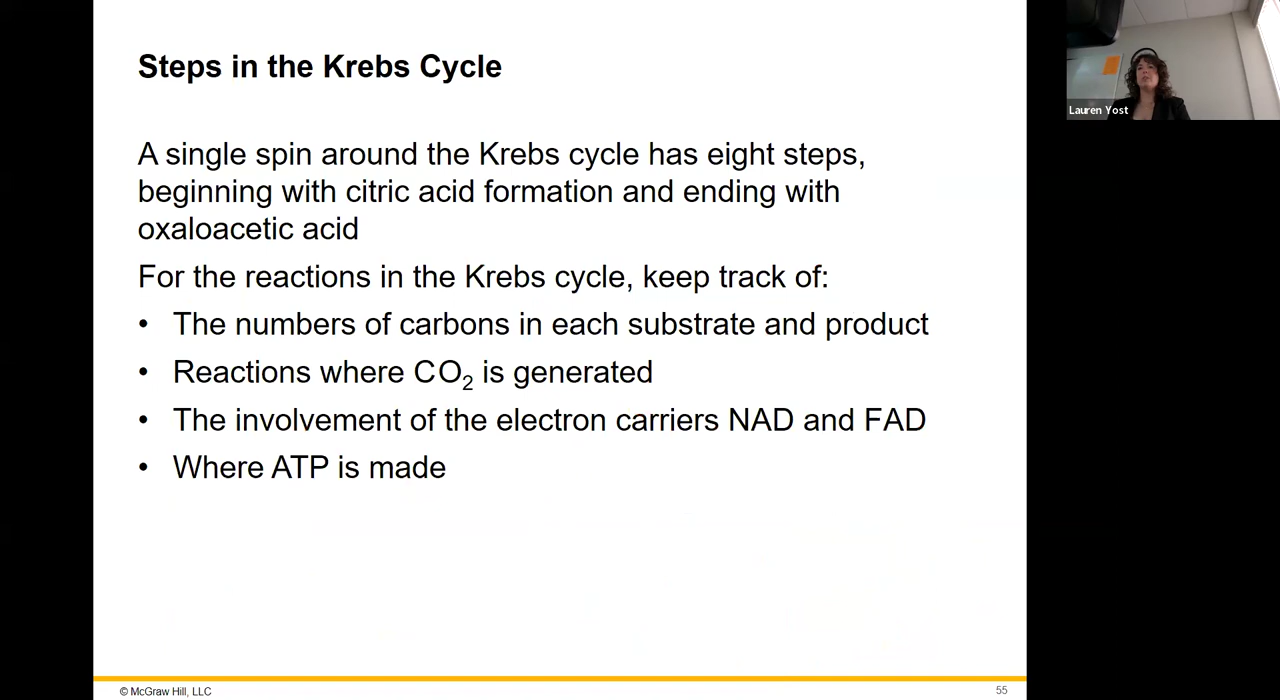 Steps in the Krebs Cycle
A single spin around the Krebs cycle has eight steps,
beginning with citric acid formation and ending with
oxaloacetic acid
For the reactions in the Krebs cycle, keep track of:
• The numbers of carbons in each substrate and product
• Reactions where CO₂ is generated
• The involvement of the electron carriers NAD and FAD
• Where ATP is made
© McGraw Hill, LLC
55
Lauren Yost